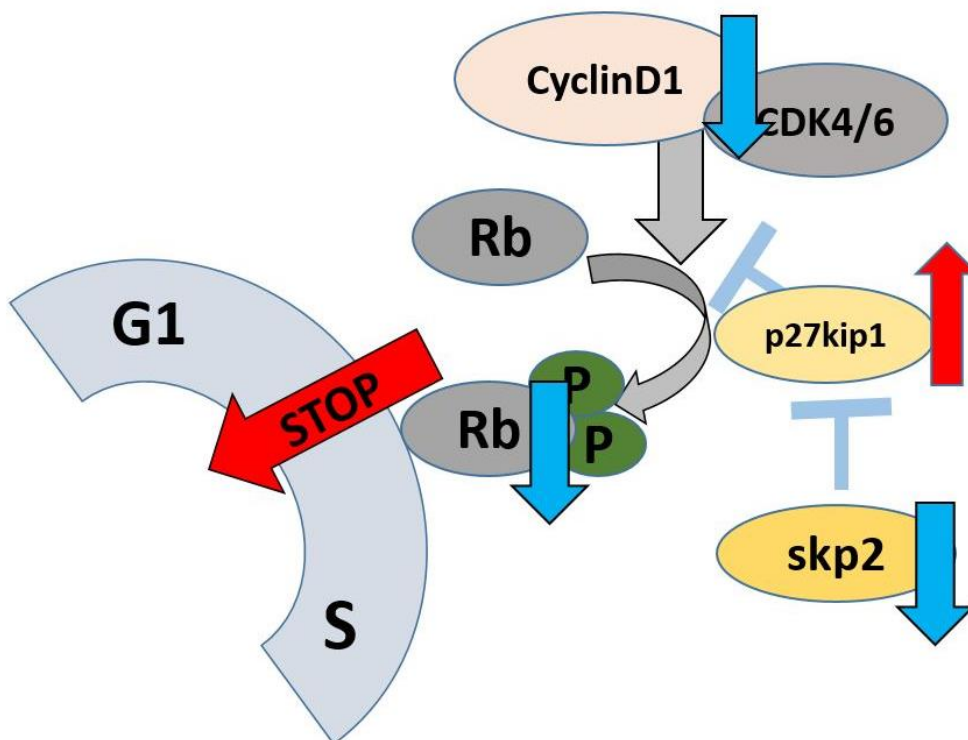 CyclinD1
CDK4/6
Rb
G1
p27kip1
STOP
P
Rb
P
skp2
S